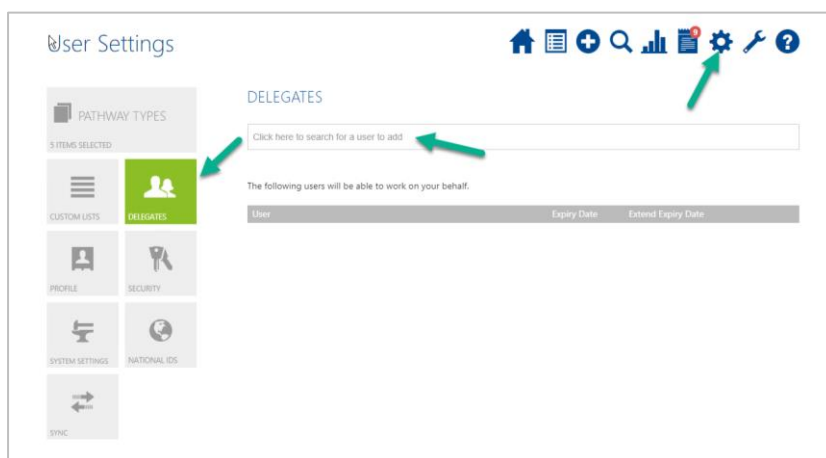 User Settings
9
PATHWAY TYPES
5 ITEMS SELECTED
CUSTOM LISTS
DELEGATES
PROFILE
SECURITY
SYSTEM SETTINGS
NATIONAL IDS
SYNC
DELEGATES
Click here to search for a user to add
The following users will be able to work on your behalf.
User Expiry Date Extend Expiry Date